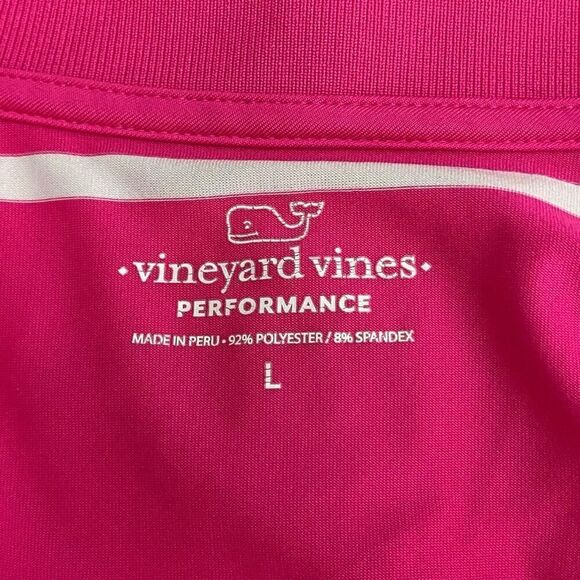 • vineyard vines •
PERFORMANCE
MADE IN PERU • 92% POLYESTER / 8% SPANDEX
L